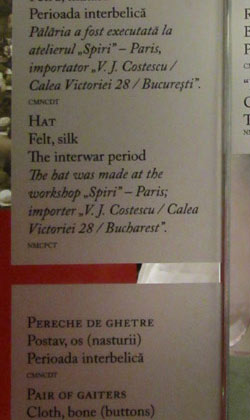 Perioada interbelică
Pălăria a fost executată la
atelierul „Spiri” – Paris,
importator „V. J. Costescu /
Calea Victoriei 28 / București”.
CMNCDT
HAT
Felt, silk
The interwar period
The hat was made at the
workshop „Spiri” – Paris;
importer „V. J. Costescu / Calea
Victoriei 28 / Bucharest”.
NMCPCT
PERECHE DE GHETRE
Postav, os (nasturii)
Perioada interbelică
CMNCDT
PAIR OF GAITERS
Cloth, bone (buttons)